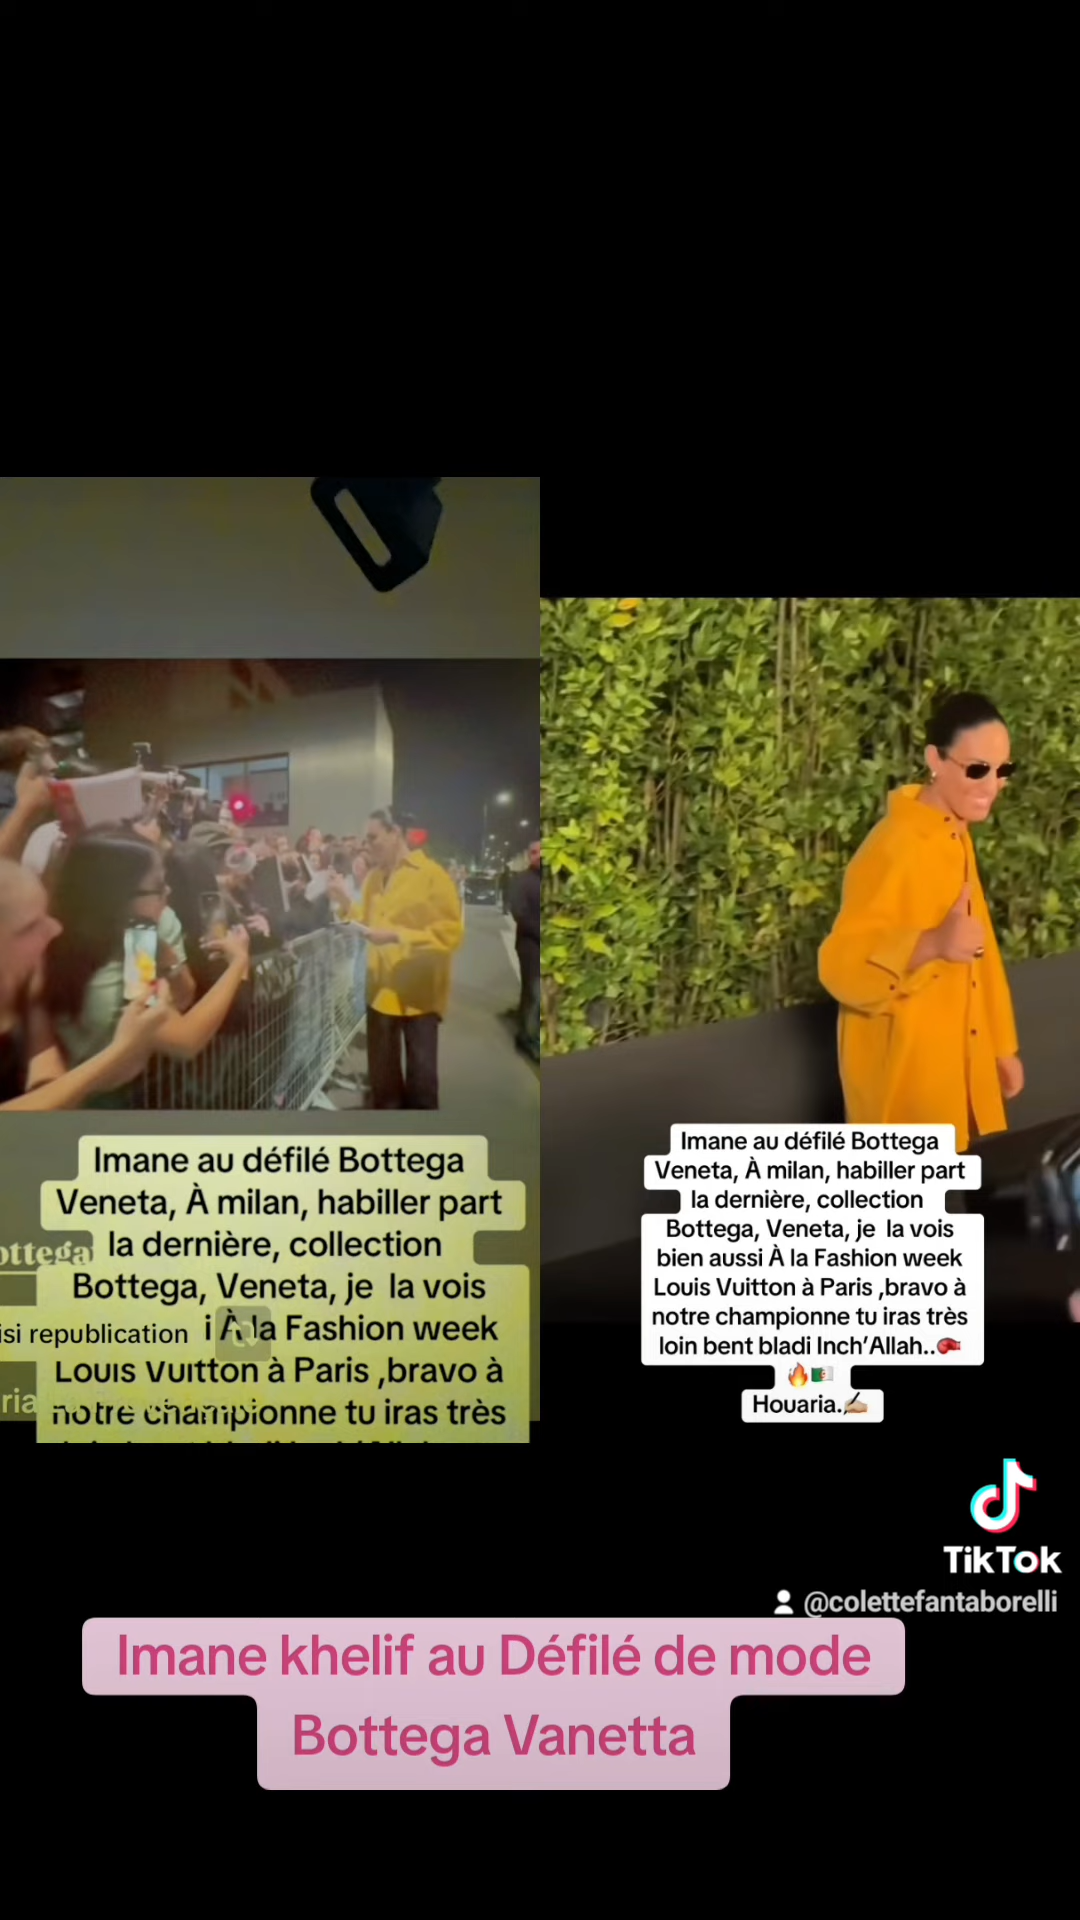 Imane au défilé Bottega
Veneta, À milan, habiller part
la dernière, collection
Bottega, Veneta, je la vois
i À la Fashion week
Louis Vuitton à Paris ,bravo à
notre championne tu iras très
ottega
isi republication
Imane au défilé Bottega
Veneta, À milan, habiller part
la dernière, collection
Bottega, Veneta, je la vois
bien aussi À la Fashion week
Louis Vuitton à Paris ,bravo à
notre championne tu iras très
loin bent bladi Inch’Allah..🥊
🔥🇩🇿
Houaria.✍🏼
TikTok
@colettefantaborelli
Imane khelif au Défilé de mode
Bottega Vanetta